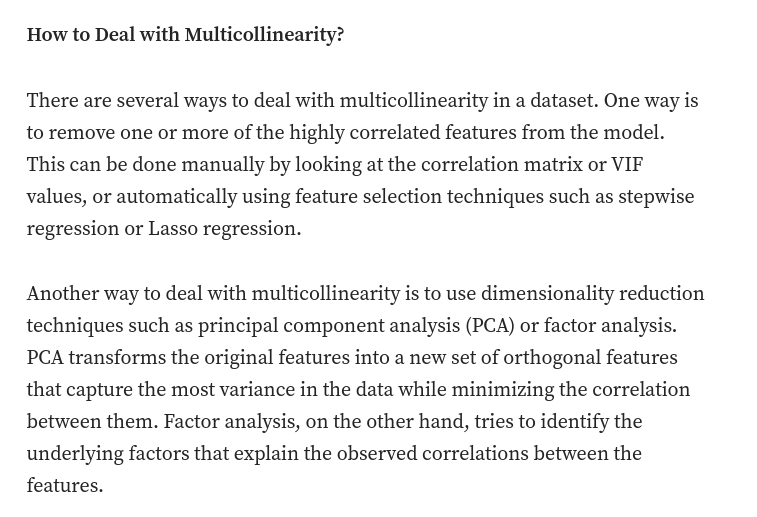 How to Deal with Multicollinearity?
There are several ways to deal with multicollinearity in a dataset. One way is
to remove one or more of the highly correlated features from the model.
This can be done manually by looking at the correlation matrix or VIF
values, or automatically using feature selection techniques such as stepwise
regression or Lasso regression.
Another way to deal with multicollinearity is to use dimensionality reduction
techniques such as principal component analysis (PCA) or factor analysis.
PCA transforms the original features into a new set of orthogonal features
that capture the most variance in the data while minimizing the correlation
between them. Factor analysis, on the other hand, tries to identify the
underlying factors that explain the observed correlations between the
features.